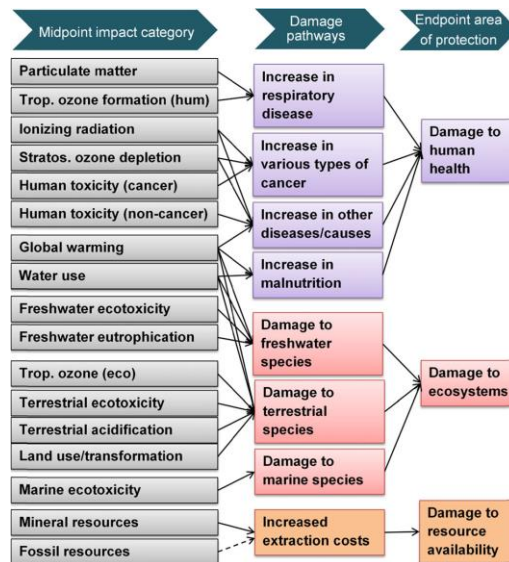 Midpoint impact category
Damage
pathways
Endpoint area
of protection
Particulate matter
Trop. ozone formation (hum)
Ionizing radiation
Stratos. ozone depletion
Human toxicity (cancer)
Human toxicity (non-cancer)
Global warming
Water use
Freshwater ecotoxicity
Freshwater eutrophication
Trop. ozone (eco)
Terrestrial ecotoxicity
Terrestrial acidification
Land use/transformation
Marine ecotoxicity
Mineral resources
Fossil resources
Increase in
respiratory
disease
Increase in
various types of
cancer
Increase in other
diseases/causes
Increase in
malnutrition
Damage to
freshwater
species
Damage to
terrestrial
species
Damage to
marine species
Increased
extraction costs
Damage to
human
health
Damage to
ecosystems
Damage to
resource
availability